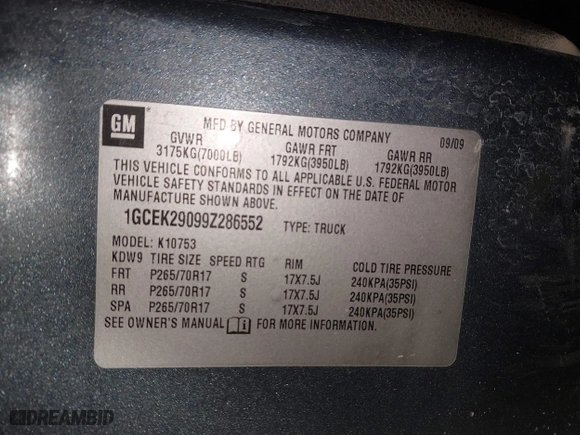 GM
MFD BY GENERAL MOTORS COMPANY 09/09
GVWR GAWR FRT GAWR RR
3175KG(7000LB) 1792KG(3950LB) 1792KG(3950LB)
THIS VEHICLE CONFORMS TO ALL APPLICABLE U.S. FEDERAL MOTOR
VEHICLE SAFETY STANDARDS IN EFFECT ON THE DATE OF
MANUFACTURE SHOWN ABOVE.
1GCEK29099Z286552 TYPE: TRUCK
MODEL: K10753
KDW9 TIRE SIZE SPEED RTG RIM COLD TIRE PRESSURE
FRT P265/70R17 S 17X7.5J 240KPA(35PSI)
RR P265/70R17 S 17X7.5J 240KPA(35PSI)
SPA P265/70R17 S 17X7.5J 240KPA(35PSI)
SEE OWNER'S MANUAL FOR MORE INFORMATION.
DREAMBID